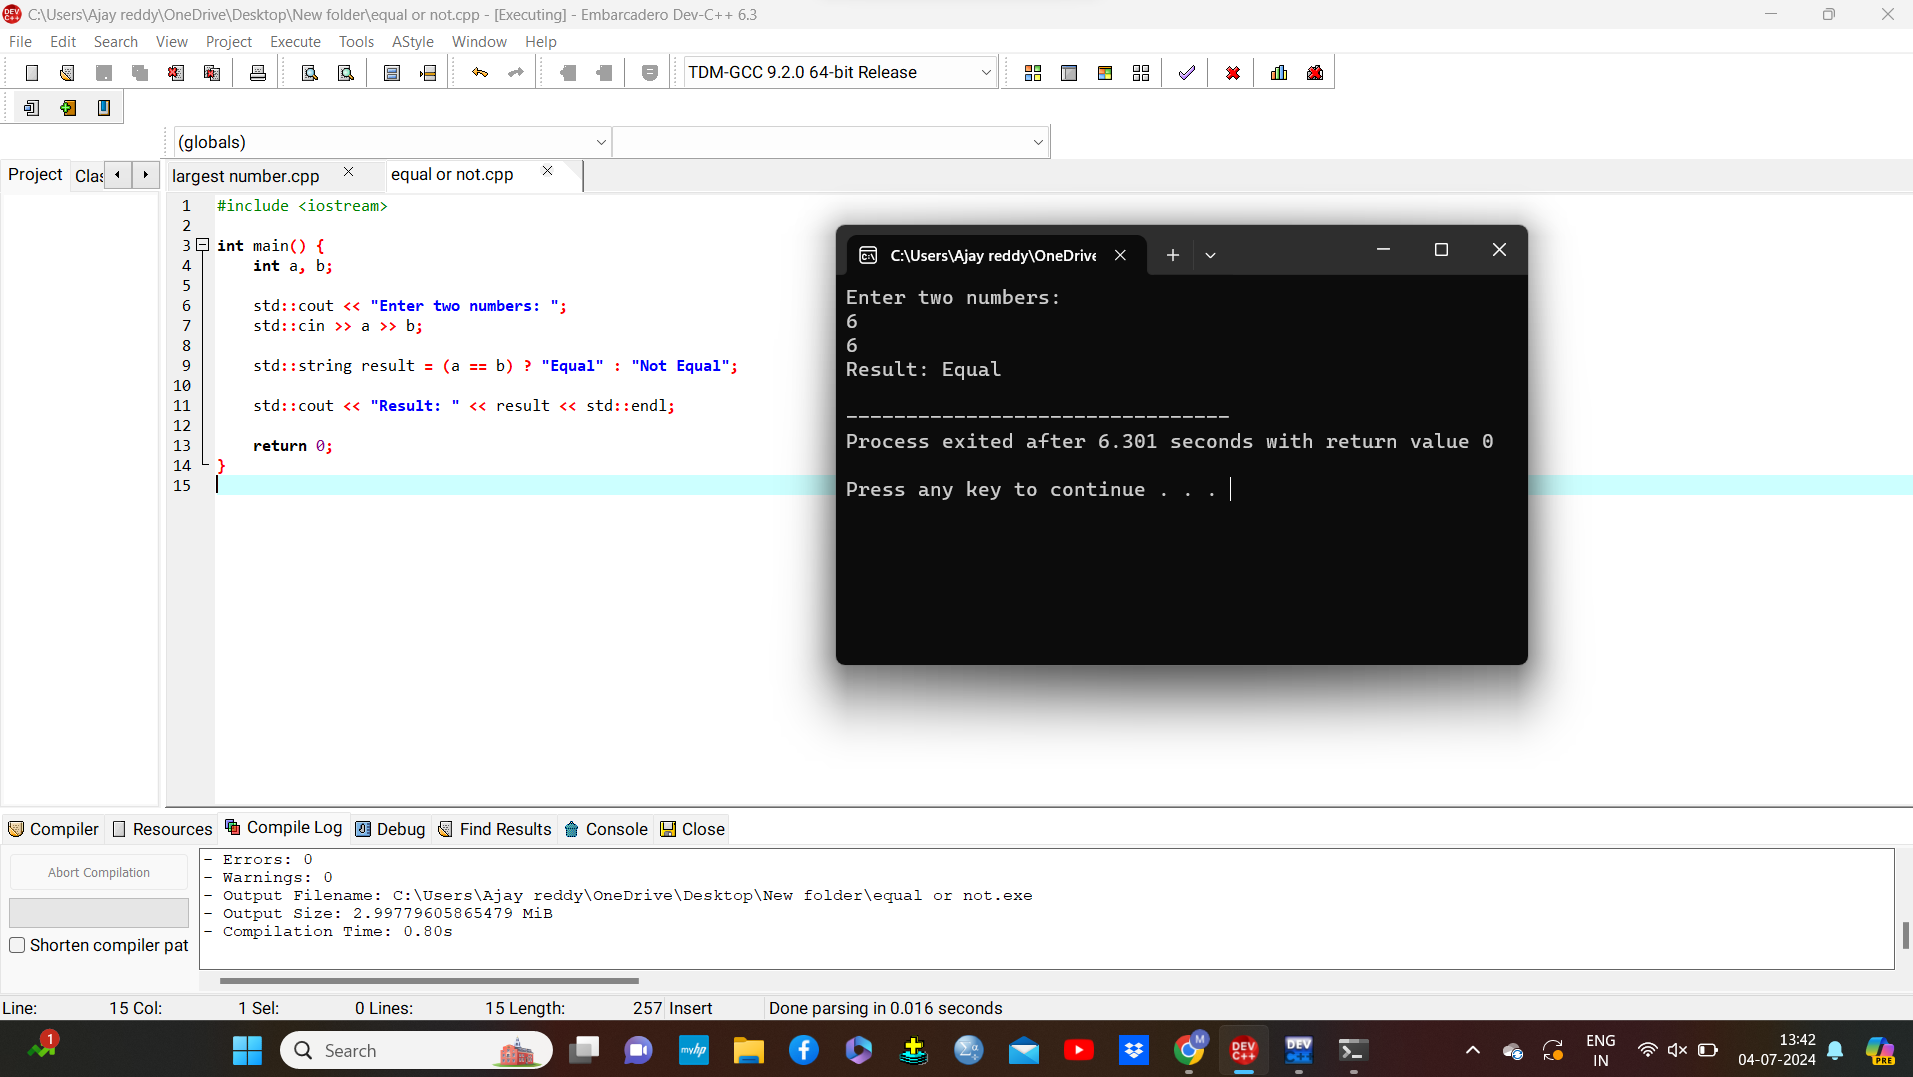 C:\Users\Ajay reddy\OneDrive\Desktop\New folder\equal or not.cpp - [Executing] - Embarcadero Dev-C++ 6.3
File Edit Search View Project Execute Tools AStyle Window Help
TDM-GCC 9.2.0 64-bit Release
(globals)
Project Clas largest number.cpp equal or not.cpp
1 #include <iostream>
2
3 int main() {
4 int a, b;
5
6 std::cout << "Enter two numbers: ";
7 std::cin >> a >> b;
8
9 std::string result = (a == b) ? "Equal" : "Not Equal";
10
11 std::cout << "Result: " << result << std::endl;
12
13 return 0;
14 }
15
C:\Users\Ajay reddy\OneDrive
Enter two numbers:
6
6
Result: Equal
--------------------------------
Process exited after 6.301 seconds with return value 0
Press any key to continue . . .
Compiler Resources Compile Log Debug Find Results Console Close
Abort Compilation
Shorten compiler pat
- Errors: 0
- Warnings: 0
- Output Filename: C:\Users\Ajay reddy\OneDrive\Desktop\New folder\equal or not.exe
- Output Size: 2.99779605865479 MiB
- Compilation Time: 0.80s
Line: 15 Col: 1 Sel: 0 Lines: 15 Length: 257 Insert Done parsing in 0.016 seconds
1
Search
myhp
M
DEV C++
DEV C++
ENG
IN
13:42
04-07-2024
PRE